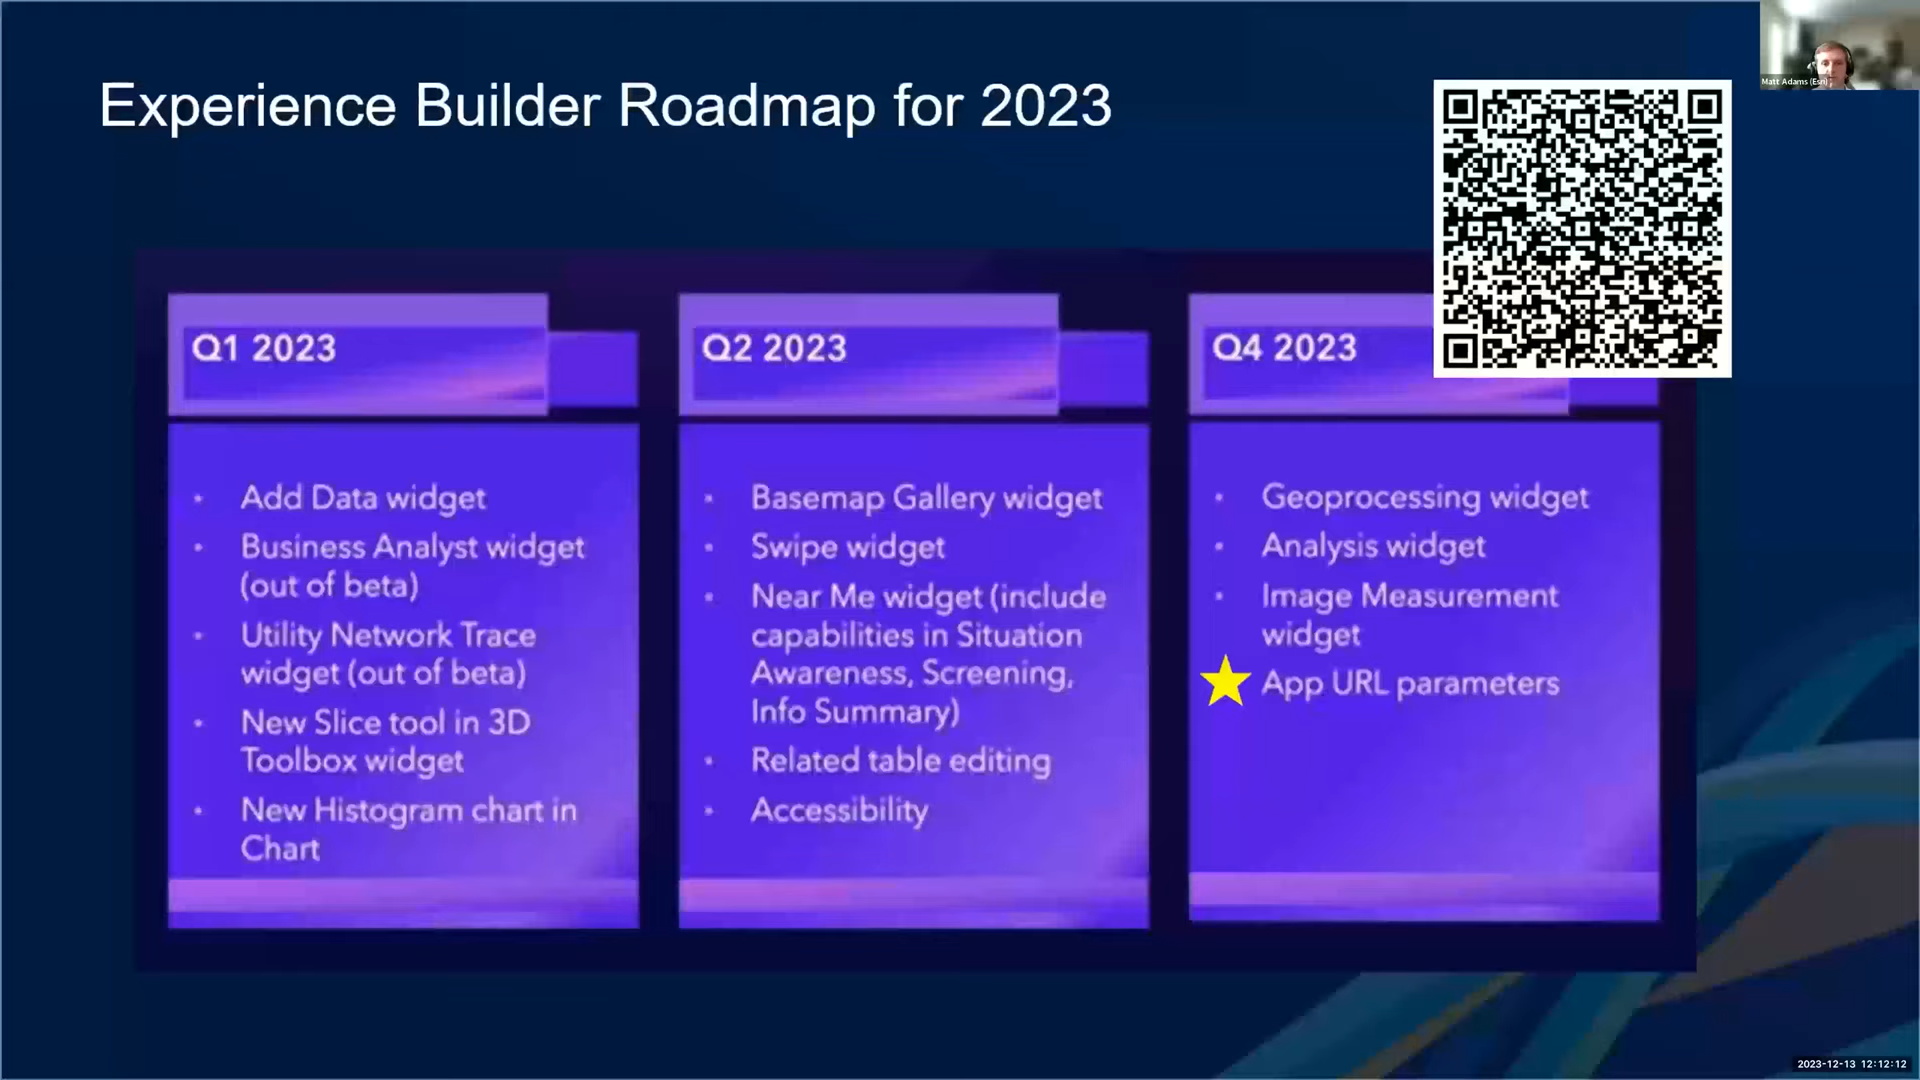 Experience Builder Roadmap for 2023
Matt Adams (Esri)
Q1 2023
Add Data widget
Business Analyst widget
(out of beta)
Utility Network Trace
widget (out of beta)
New Slice tool in 3D
Toolbox widget
New Histogram chart in
Chart
Q2 2023
Basemap Gallery widget
Swipe widget
Near Me widget (include
capabilities in Situation
Awareness, Screening,
Info Summary)
Related table editing
Accessibility
Q4 2023
Geoprocessing widget
Analysis widget
Image Measurement
widget
App URL parameters
2023-12-13 12:12:12